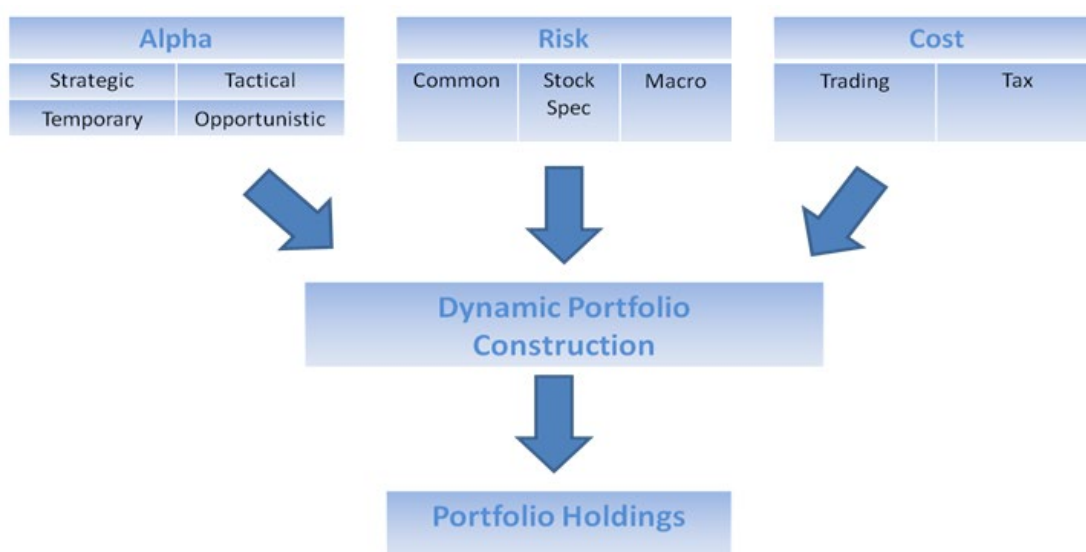 Alpha
Strategic Tactical
Temporary Opportunistic
Risk
Common Stock Macro
Spec
Cost
Trading Tax
Dynamic Portfolio
Construction
Portfolio Holdings